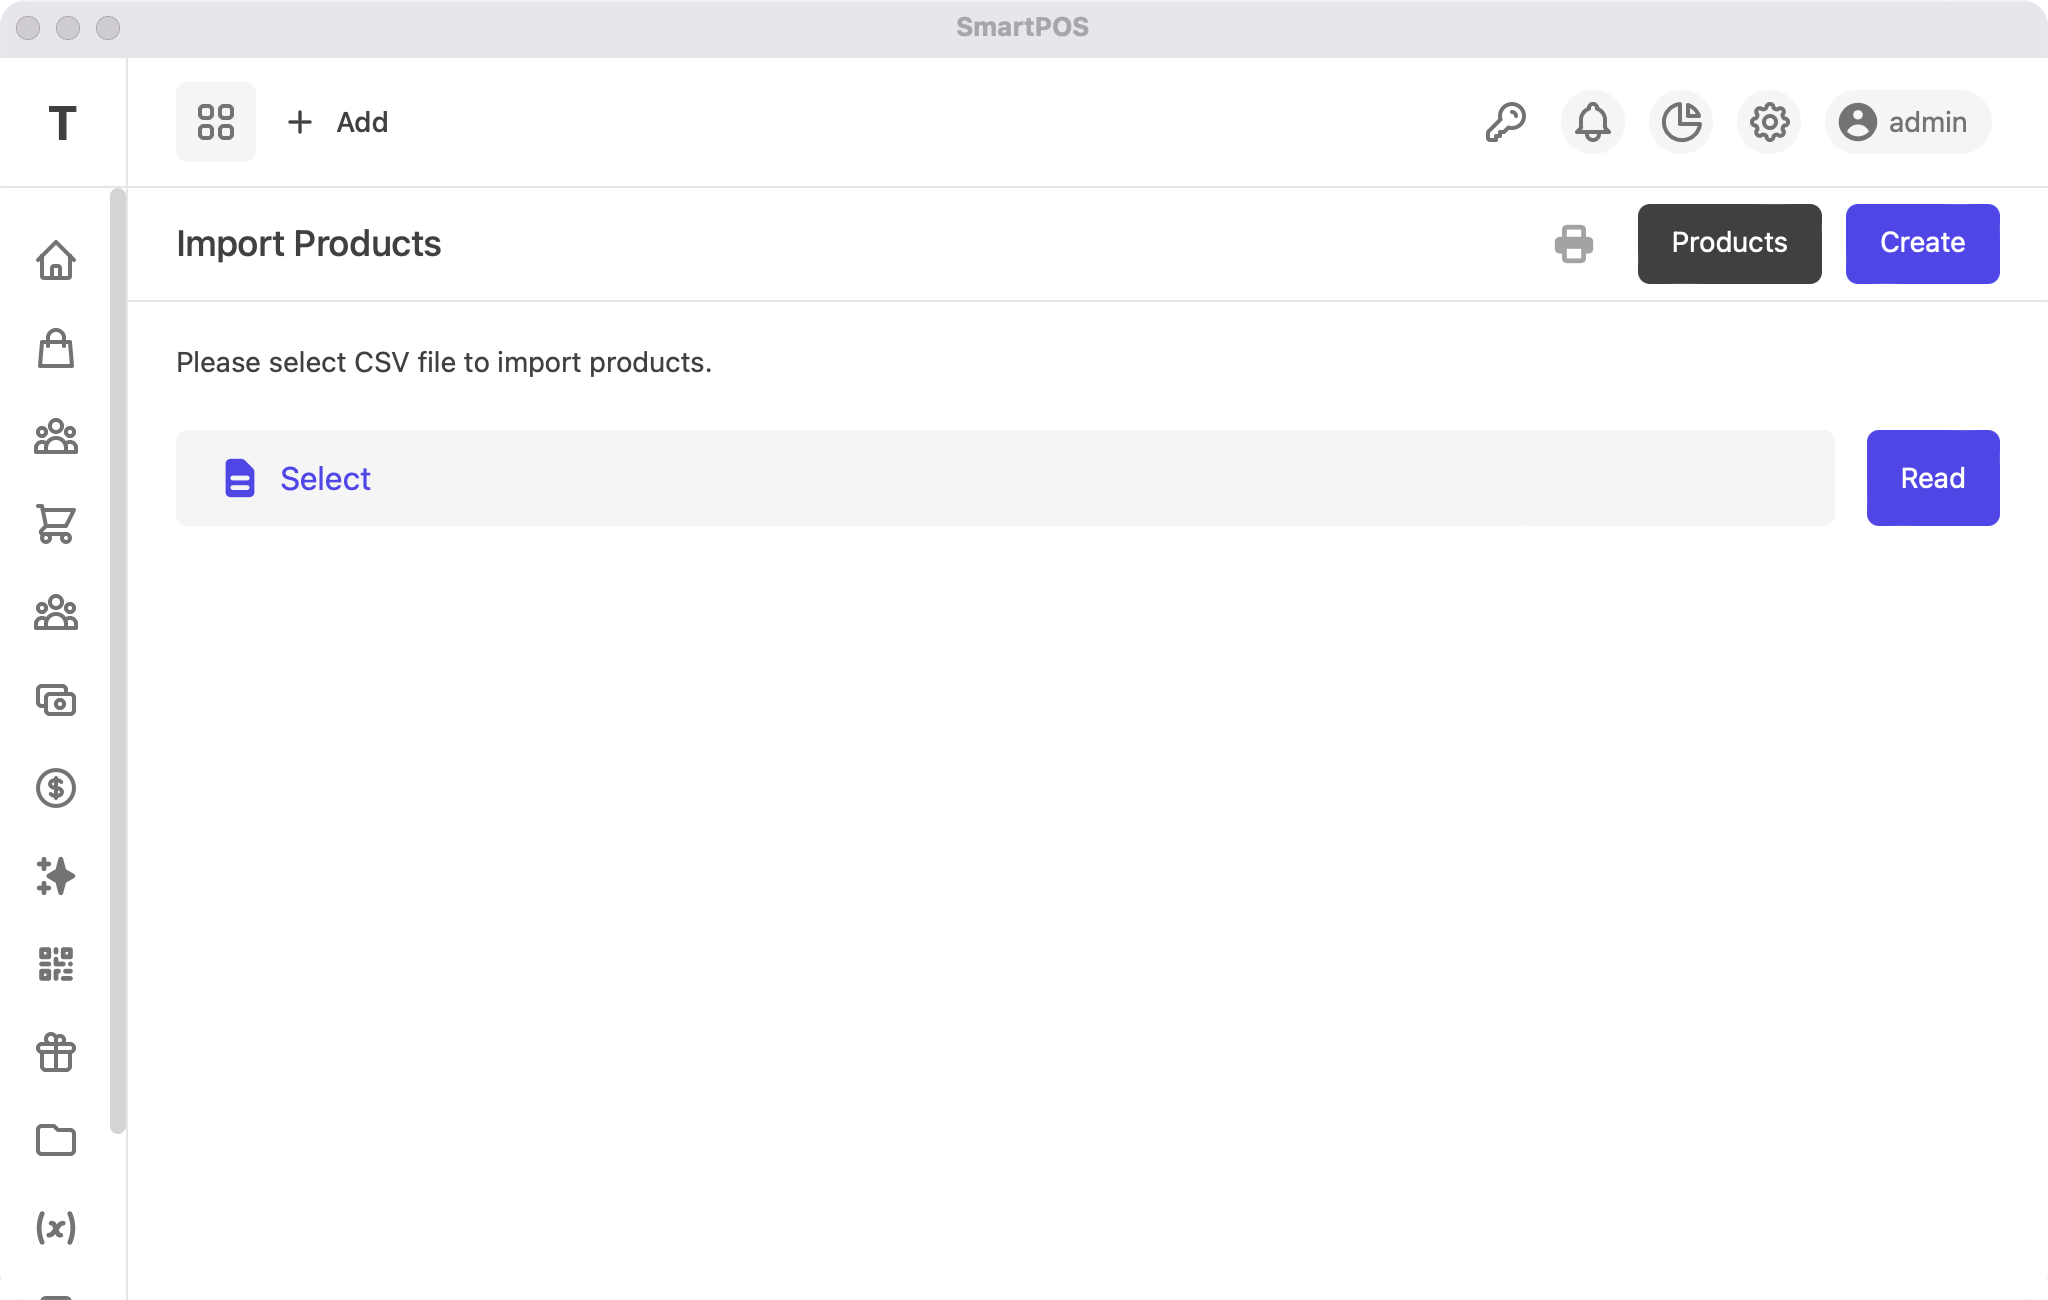 SmartPOS
T
Add
admin
Import Products
Products
Create
Please select CSV file to import products.
Select
Read
(x)